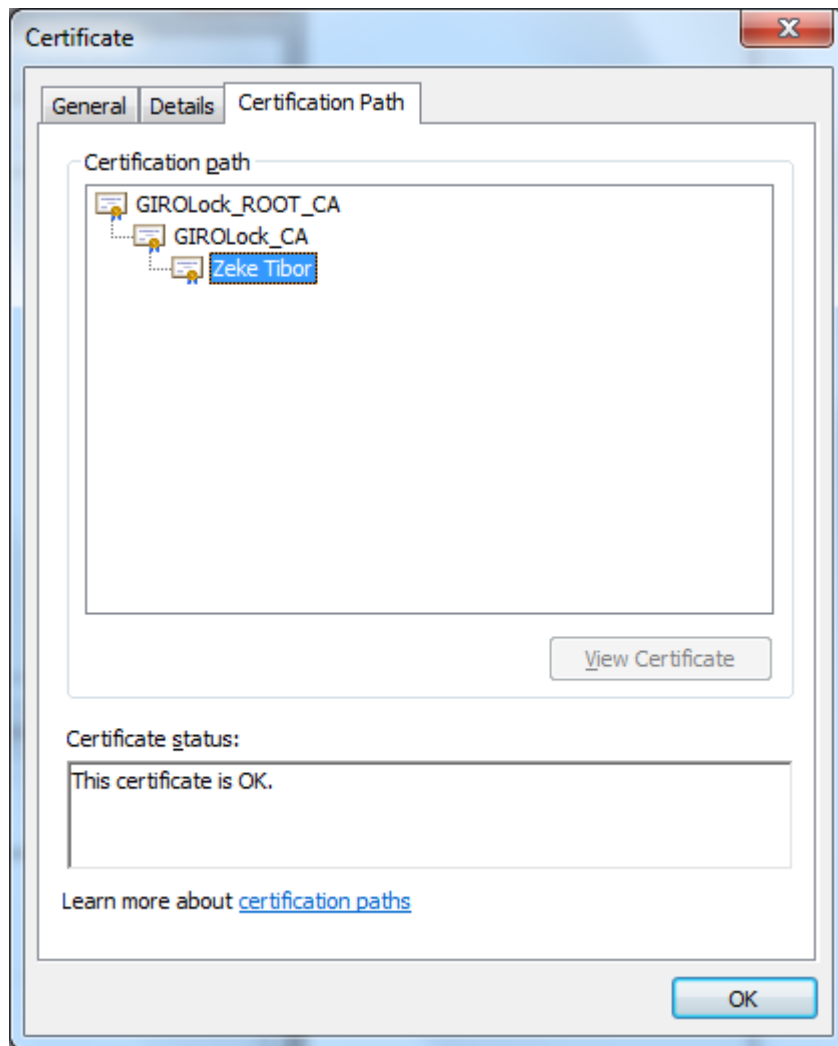 Certificate
General Details Certification Path
Certification path
GIROLock_ROOT_CA
GIROLock_CA
Zeke Tibor
View Certificate
Certificate status:
This certificate is OK.
Learn more about certification paths
OK